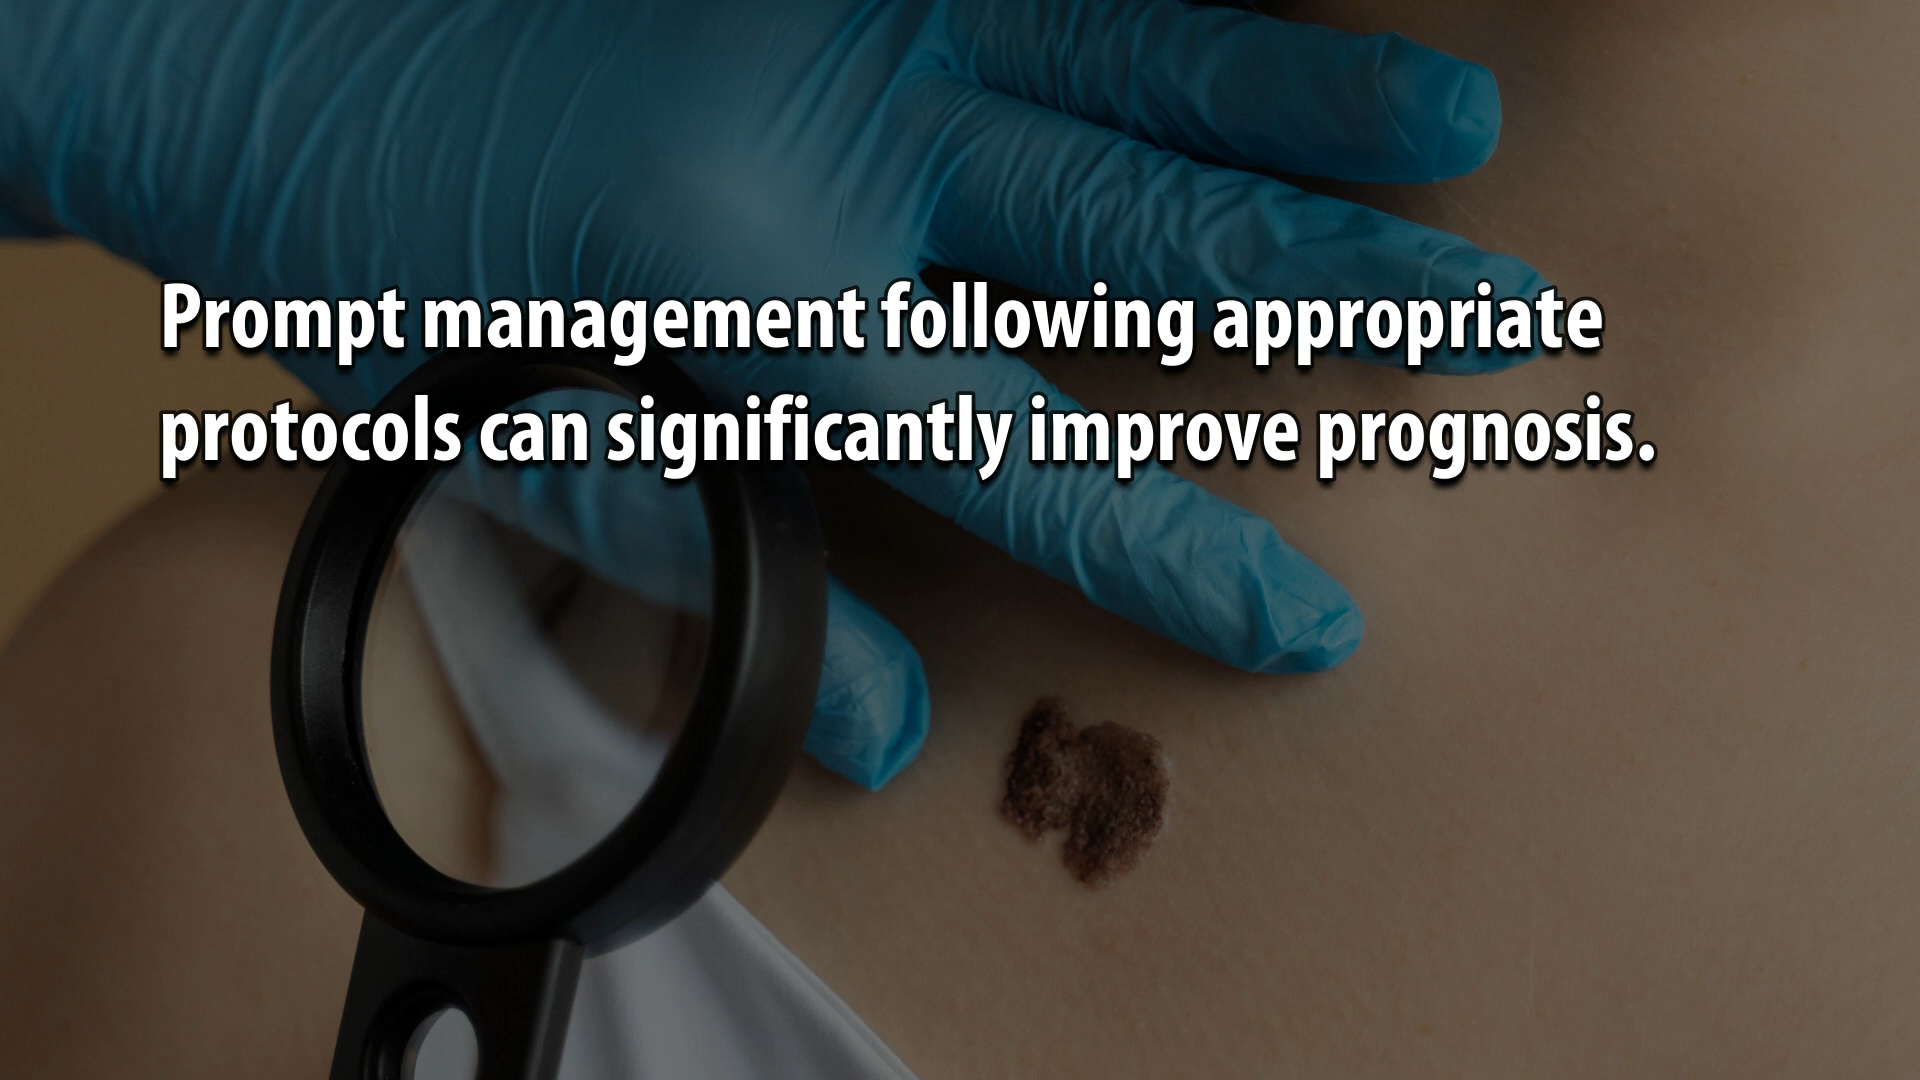 Prompt management following appropriate
protocols can significantly improve prognosis.